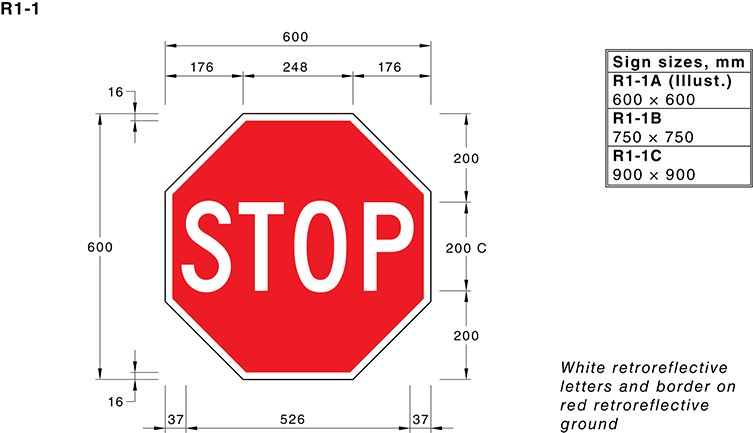 R1-1
600
176 248 176
16
STOP
600
200
200 C
200
16
37 526 37
Sign sizes, mm
R1-1A (Illust.)
600 × 600
R1-1B
750 × 750
R1-1C
900 × 900
White retroreflective
letters and border on
red retroreflective
ground